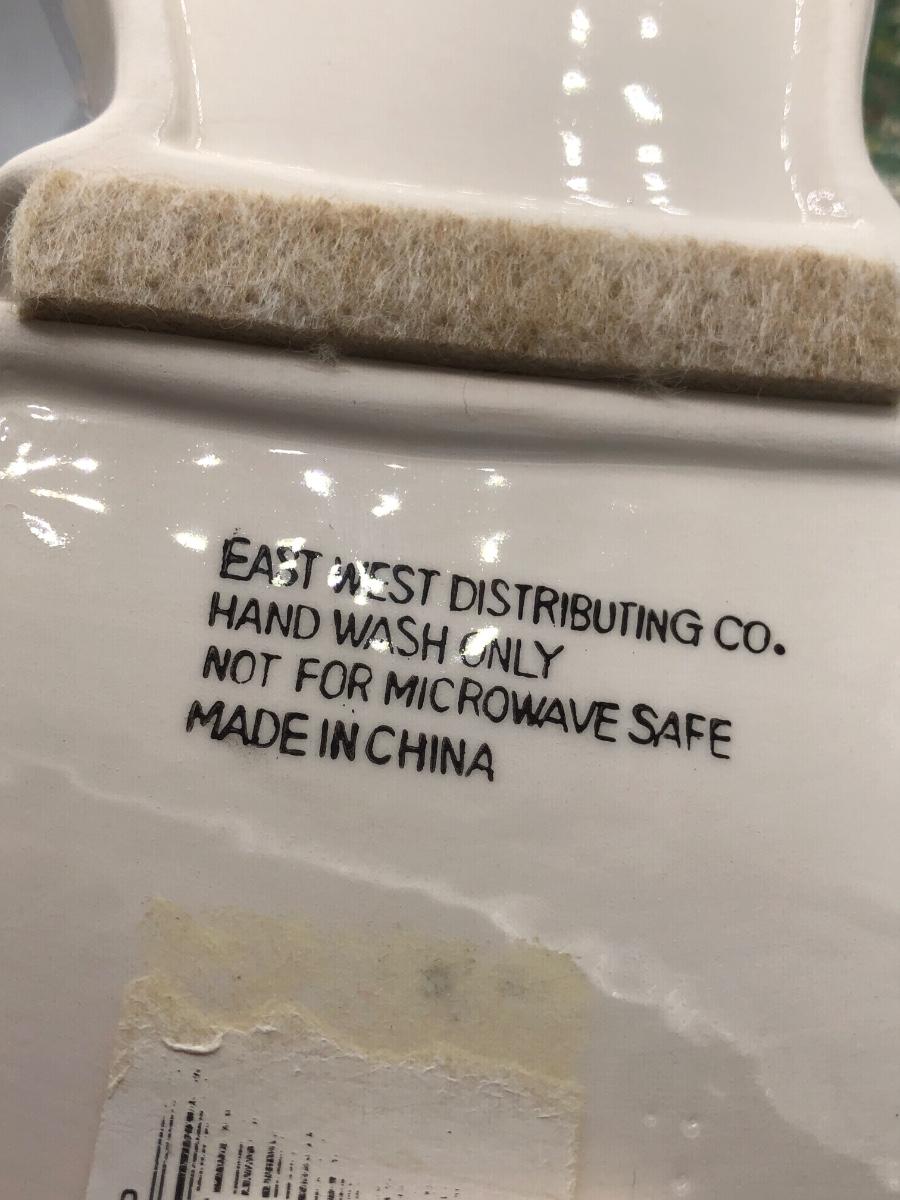 EAST WEST DISTRIBUTING CO.
HAND WASH ONLY
NOT FOR MICROWAVE SAFE
MADE IN CHINA